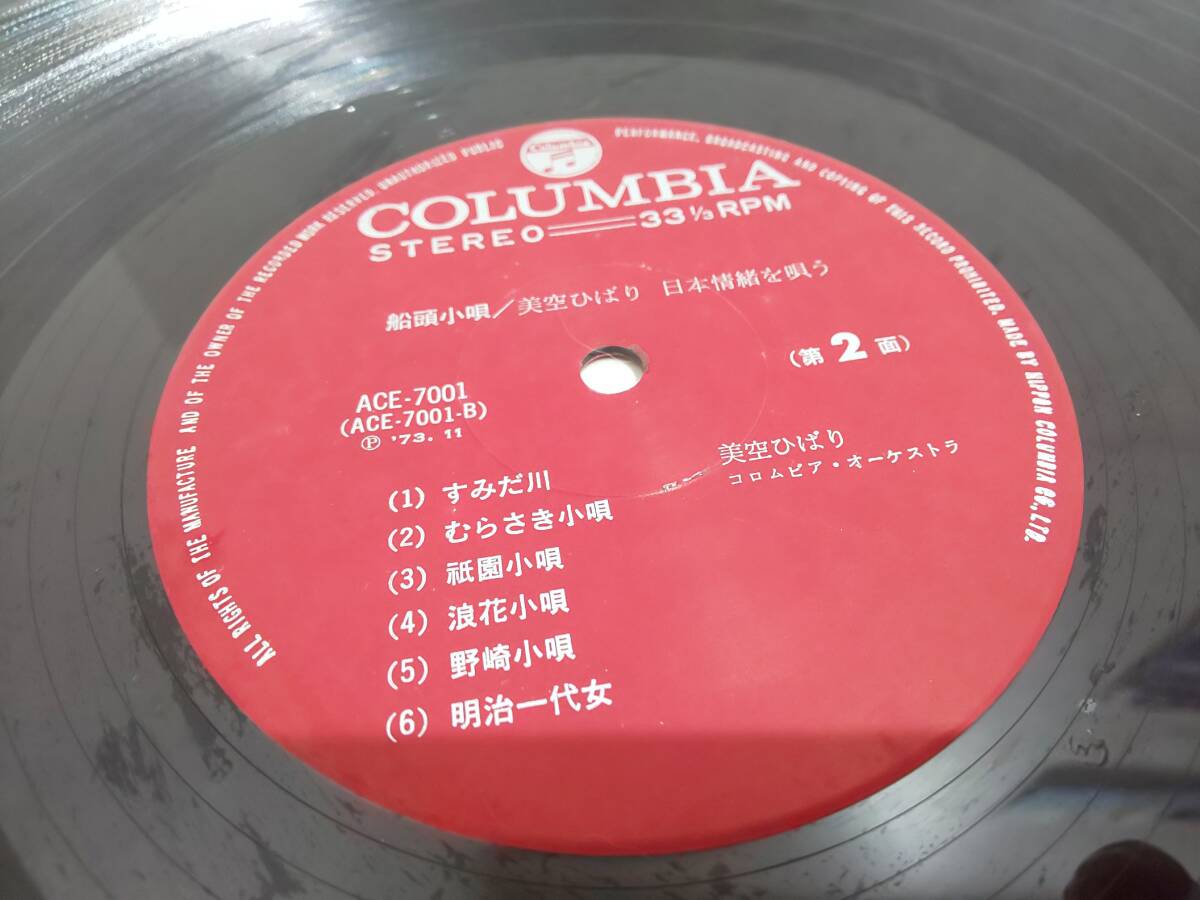 Columbia
COLUMBIA
STEREO 33 1/3 RPM
船頭小唄/美空ひばり 日本情緒を唄う
(第2面)
ACE-7001
(ACE-7001-B)
Ⓟ '73.11
美空ひばり
コロムビア・オーケストラ
(1) すみだ川
(2) むらさき小唄
(3) 祇園小唄
(4) 浪花小唄
(5) 野崎小唄
(6) 明治一代女
ALL RIGHTS OF THE MANUFACTURE AND OF THE OWNER OF THE RECORDED WORK RESERVED. UNAUTHORIZED PUBLIC PERFORMANCE, BROADCASTING AND COPYING OF THIS RECORD PROHIBITED. MADE BY NIPPON COLUMBIA CO., LTD.